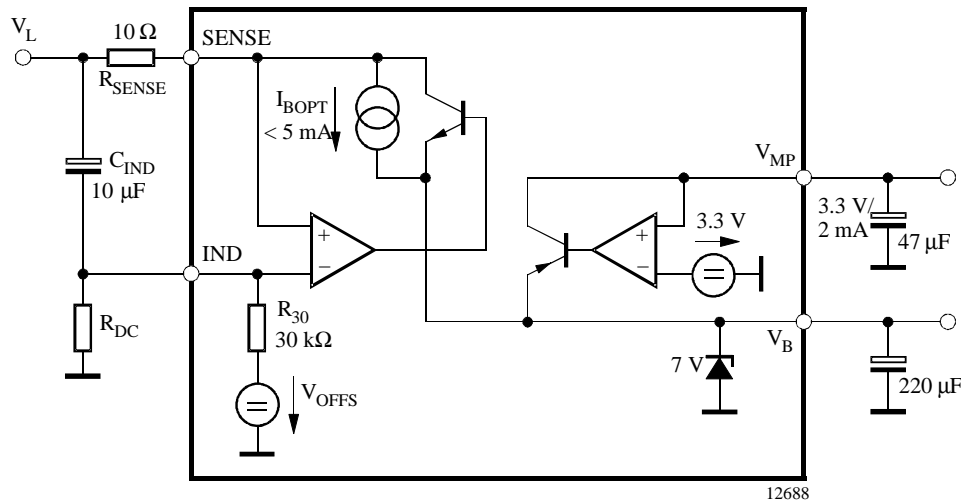 V_L
10 Ω
R_SENSE
SENSE
I_BOPT
< 5 mA
C_IND
10 μF
+
−
IND
R_DC
R_30
30 kΩ
=
V_OFFS
V_MP
3.3 V
+
−
=
3.3 V/
2 mA
47 μF
7 V
V_B
220 μF
12688